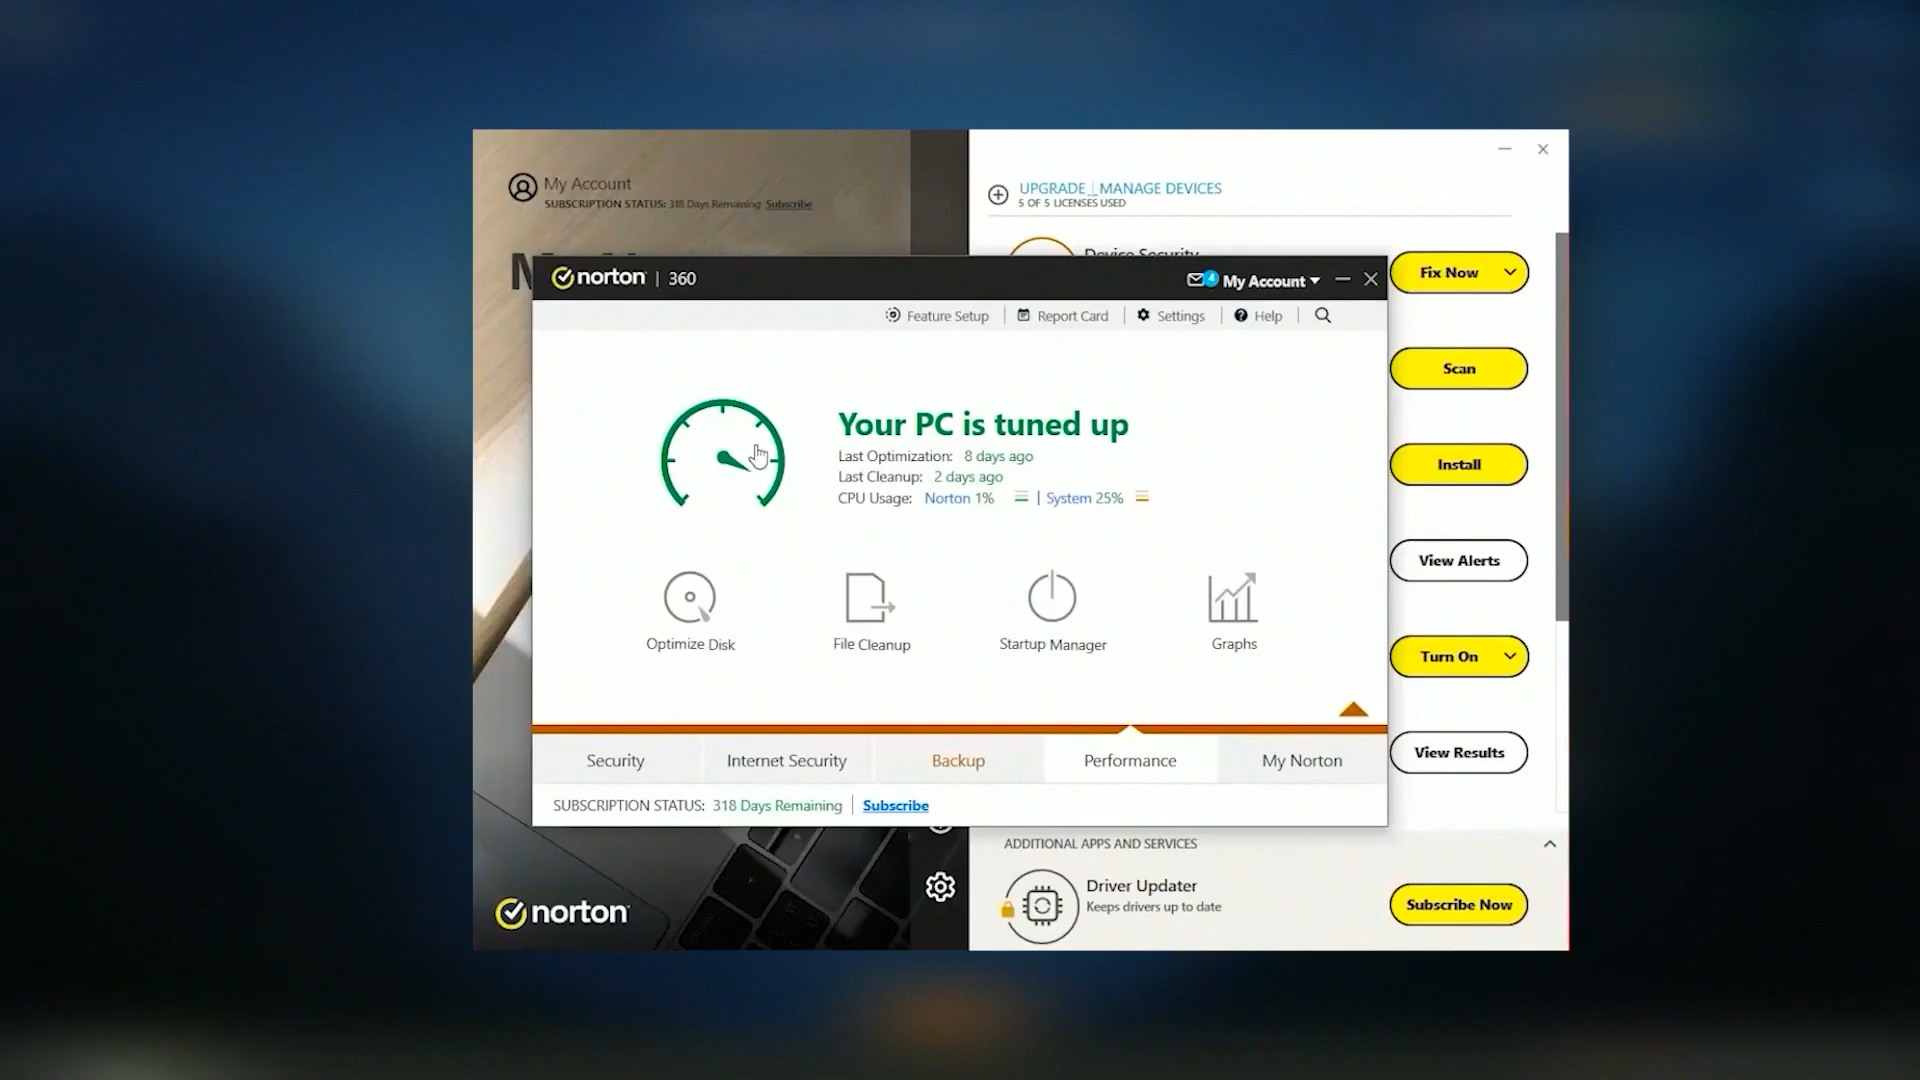 My Account
SUBSCRIPTION STATUS: 318 Days Remaining Subscribe
UPGRADE | MANAGE DEVICES
5 OF 5 LICENSES USED
Device Security
norton | 360
4 My Account
Feature Setup
Report Card
Settings
Help
Fix Now
Scan
Install
View Alerts
Turn On
View Results
Your PC is tuned up
Last Optimization: 8 days ago
Last Cleanup: 2 days ago
CPU Usage: Norton 1% | System 25%
Optimize Disk
File Cleanup
Startup Manager
Graphs
Security
Internet Security
Backup
Performance
My Norton
SUBSCRIPTION STATUS: 318 Days Remaining
Subscribe
norton
ADDITIONAL APPS AND SERVICES
Driver Updater
Keeps drivers up to date
Subscribe Now